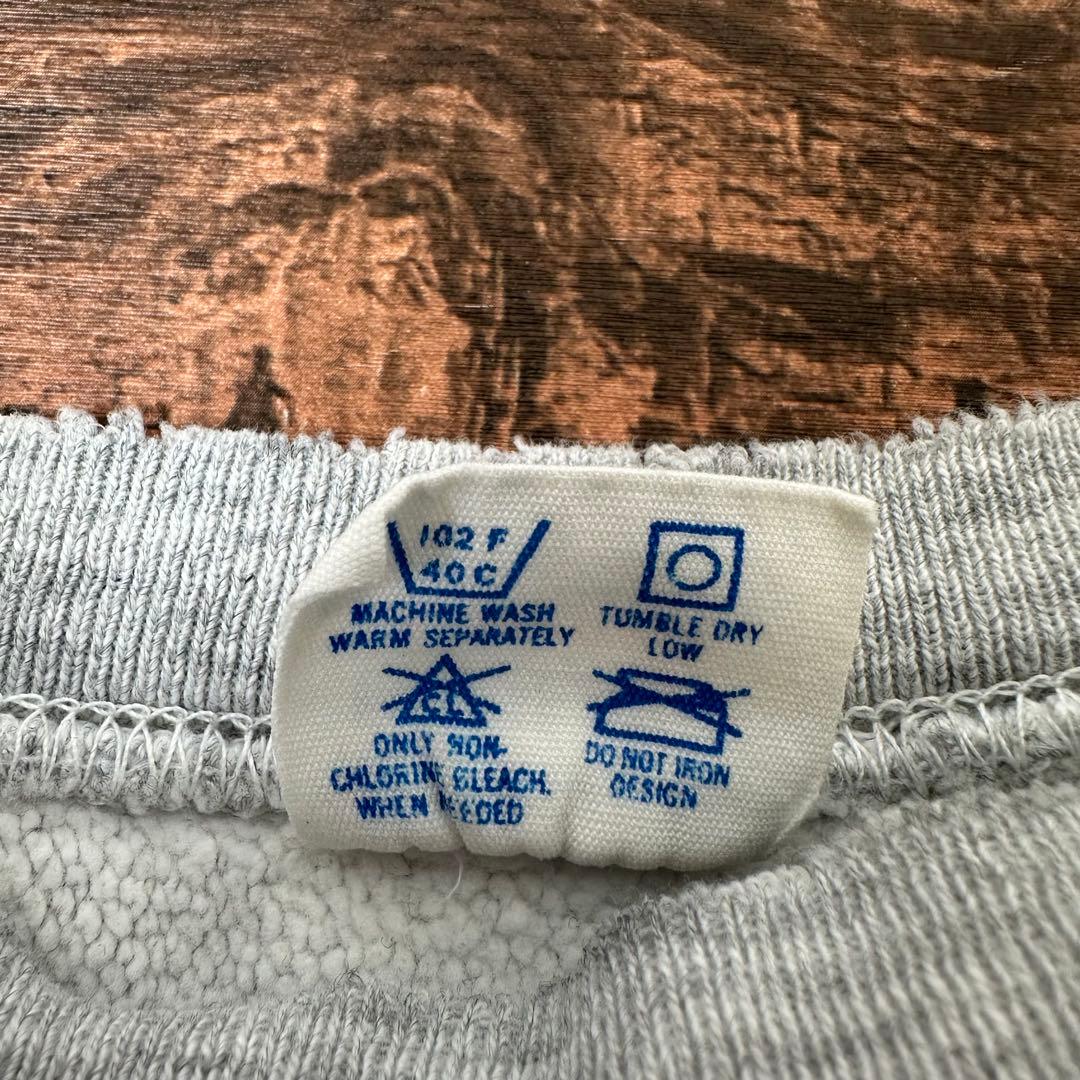 102 F
40 C
MACHINE WASH
WARM SEPARATELY
TUMBLE DRY
LOW
CL
ONLY NON-
CHLORINE BLEACH,
WHEN NEEDED
DO NOT IRON
DESIGN